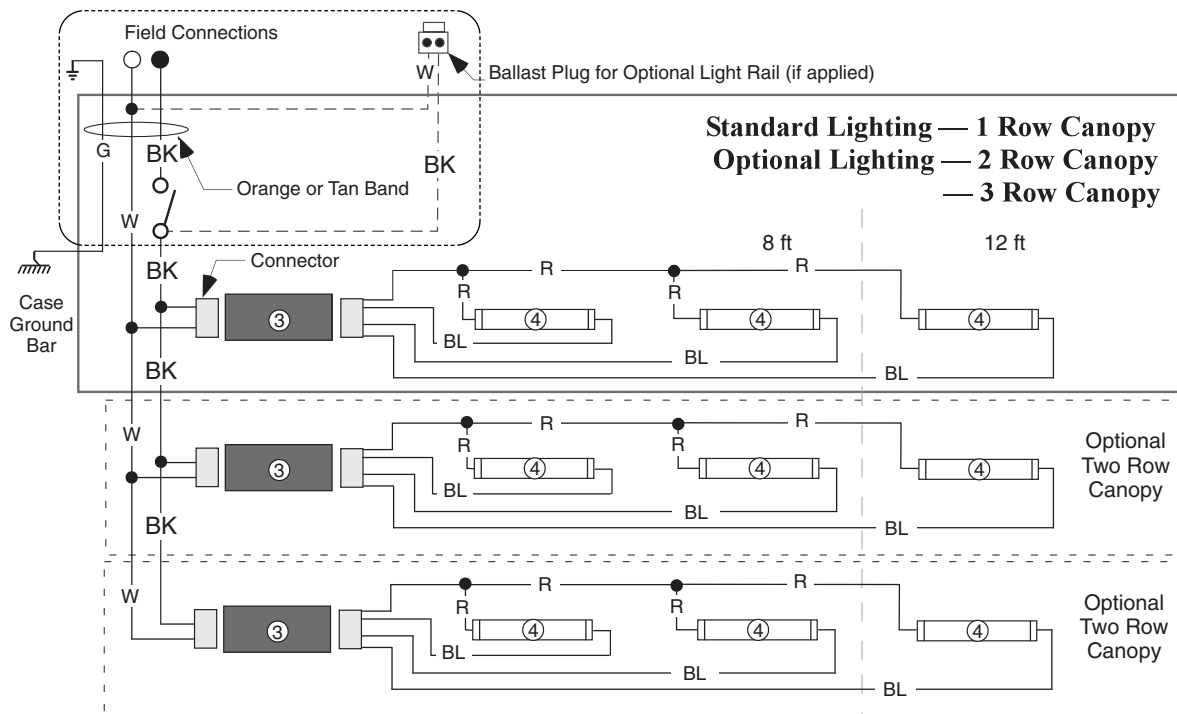 Field Connections
W
Ballast Plug for Optional Light Rail (if applied)
Standard Lighting — 1 Row Canopy
Optional Lighting — 2 Row Canopy
— 3 Row Canopy
G
BK
BK
Orange or Tan Band
W
8 ft
12 ft
BK
Connector
Case
Ground
Bar
R
R
R
R
3
4
4
4
BL
BL
BL
BK
W
R
R
R
R
3
4
4
4
BL
BL
BL
Optional
Two Row
Canopy
BK
W
R
R
R
R
3
4
4
4
BL
BL
BL
Optional
Two Row
Canopy